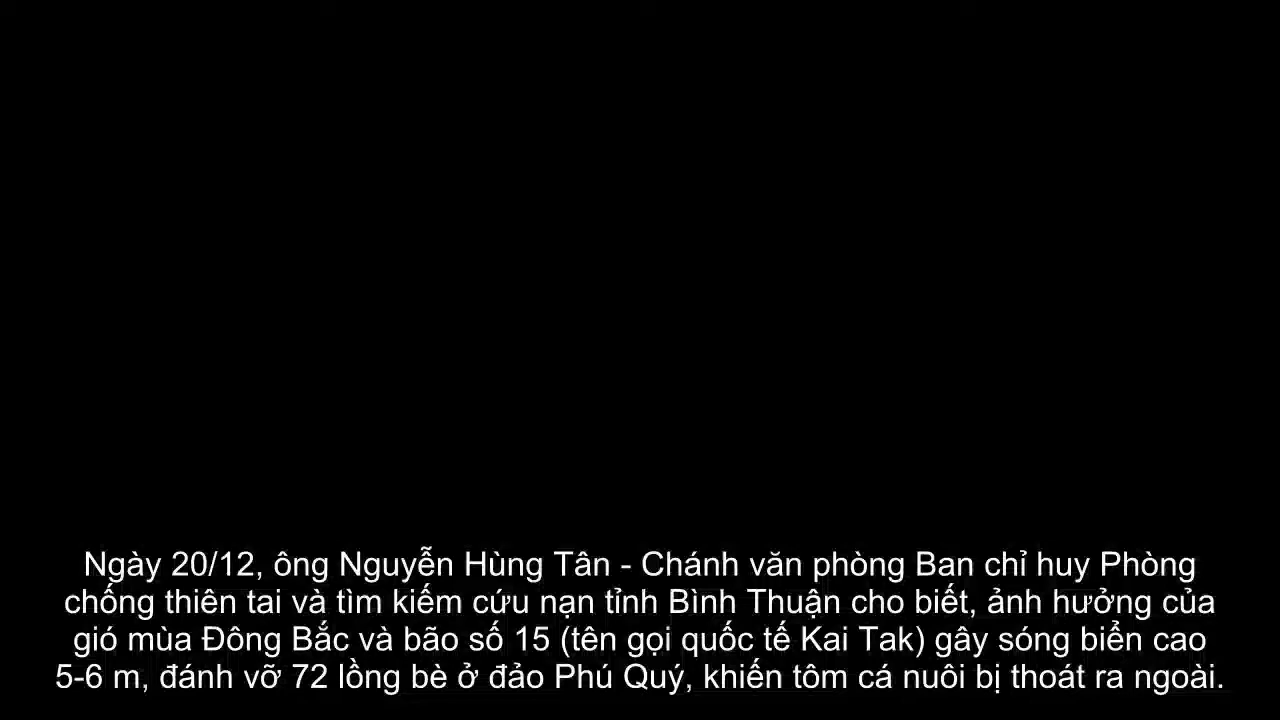 Ngày 20/12, ông Nguyễn Hùng Tân - Chánh văn phòng Ban chỉ huy Phòng
chống thiên tai và tìm kiếm cứu nạn tỉnh Bình Thuận cho biết, ảnh hưởng của
gió mùa Đông Bắc và bão số 15 (tên gọi quốc tế Kai Tak) gây sóng biển cao
5-6 m, đánh vỡ 72 lồng bè ở đảo Phú Quý, khiến tôm cá nuôi bị thoát ra ngoài.